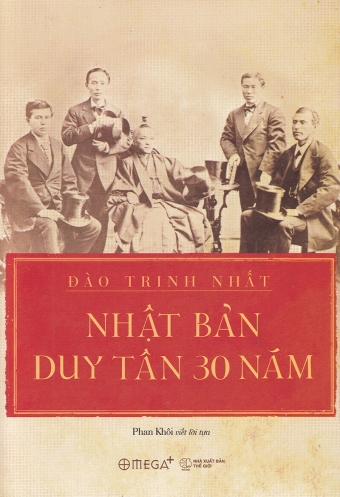 ĐÀO TRINH NHẤT
NHẬT BẢN
DUY TÂN 30 NĂM
Phan Khôi viết lời tựa
OMEGA+
NHÀ XUẤT BẢN
THẾ GIỚI